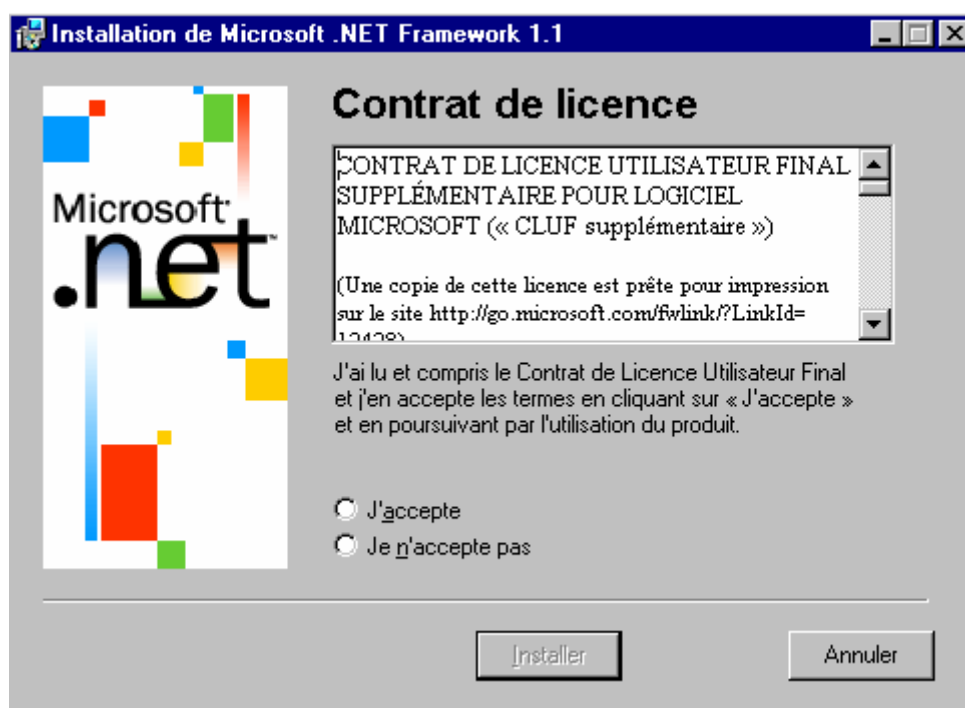 Installation de Microsoft .NET Framework 1.1
Microsoft
.net
Contrat de licence
CONTRAT DE LICENCE UTILISATEUR FINAL
SUPPLÉMENTAIRE POUR LOGICIEL
MICROSOFT (« CLUF supplémentaire »)
(Une copie de cette licence est prête pour impression
sur le site http://go.microsoft.com/fwlink/?LinkId=
J'ai lu et compris le Contrat de Licence Utilisateur Final
et j'en accepte les termes en cliquant sur « J'accepte »
et en poursuivant par l'utilisation du produit.
J'accepte
Je n'accepte pas
Installer
Annuler